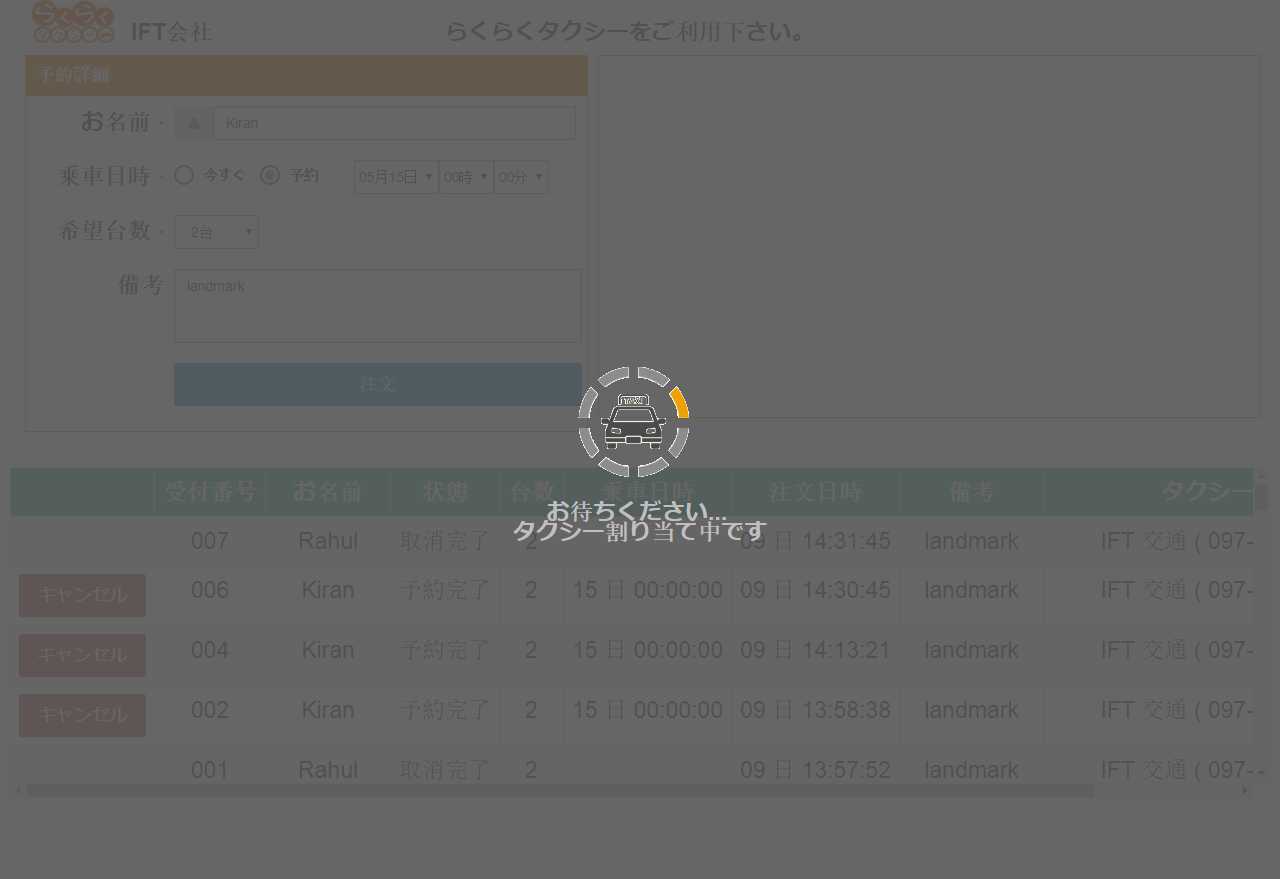 らくらく
IFT会社
らくらくタクシーをご利用下さい。
予約詳細
お名前 *
Kiran
乗車日時 *
今すぐ
予約
05月15日 00時 00分
希望台数 *
2台
備考
landmark
注文
TAXI
お待ちください...
タクシー割り当て中です
受付番号 お名前 状態 台数 乗車日時 注文日時 備考 タクシー
007 Rahul 取消完了 2 09 日 14:31:45 landmark IFT 交通 ( 097-
キャンセル 006 Kiran 予約完了 2 15 日 00:00:00 09 日 14:30:45 landmark IFT 交通 ( 097-
キャンセル 004 Kiran 予約完了 2 15 日 00:00:00 09 日 14:13:21 landmark IFT 交通 ( 097-
キャンセル 002 Kiran 予約完了 2 15 日 00:00:00 09 日 13:58:38 landmark IFT 交通 ( 097-
001 Rahul 取消完了 2 09 日 13:57:52 landmark IFT 交通 ( 097-